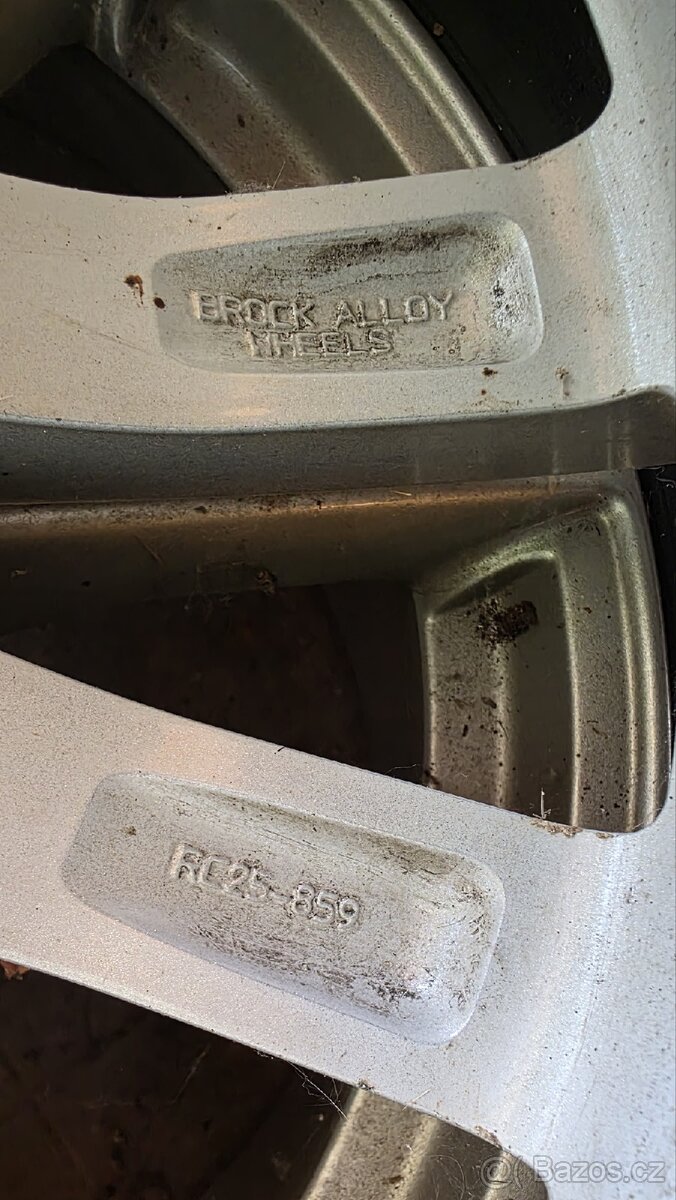 BROCK ALLOY
WHEELS
RC25-859
@ Bazos.cz